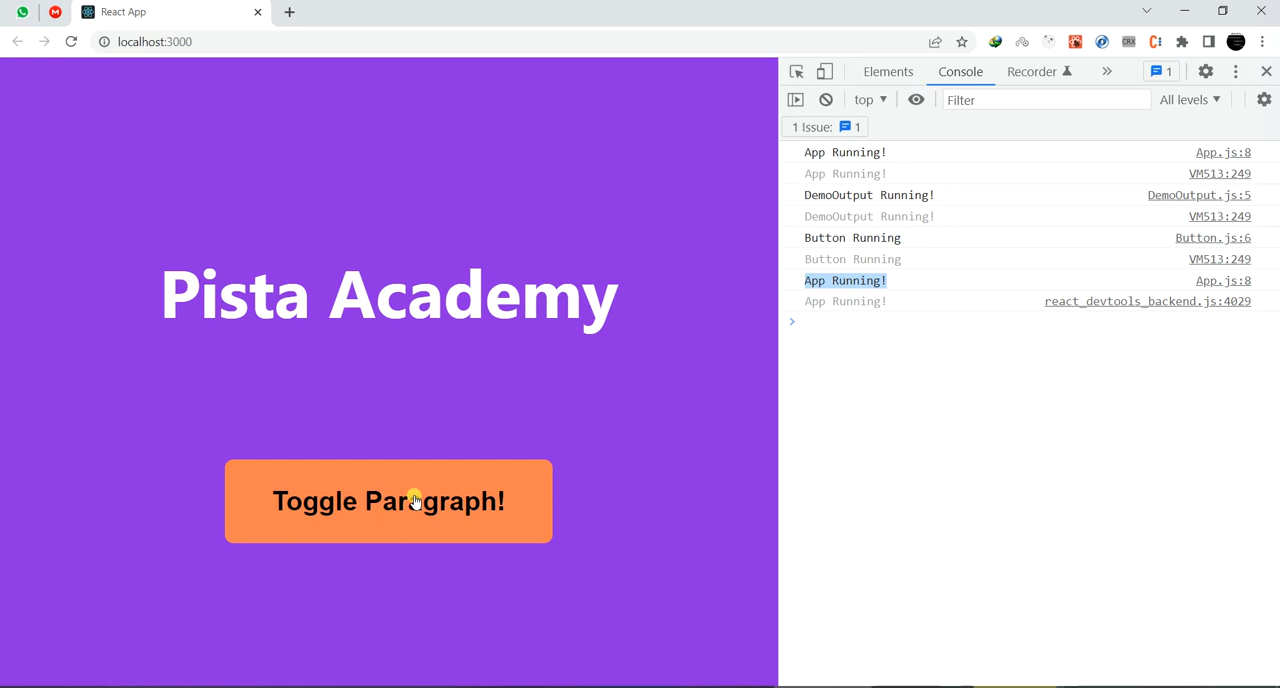 React App
localhost:3000
CRX
Elements Console Recorder 1
top Filter All levels
1 Issue: 1
App Running! App.js:8
App Running! VM513:249
DemoOutput Running! DemoOutput.js:5
DemoOutput Running! VM513:249
Button Running Button.js:6
Button Running VM513:249
App Running! App.js:8
App Running! react_devtools_backend.js:4029
Pista Academy
Toggle Paragraph!